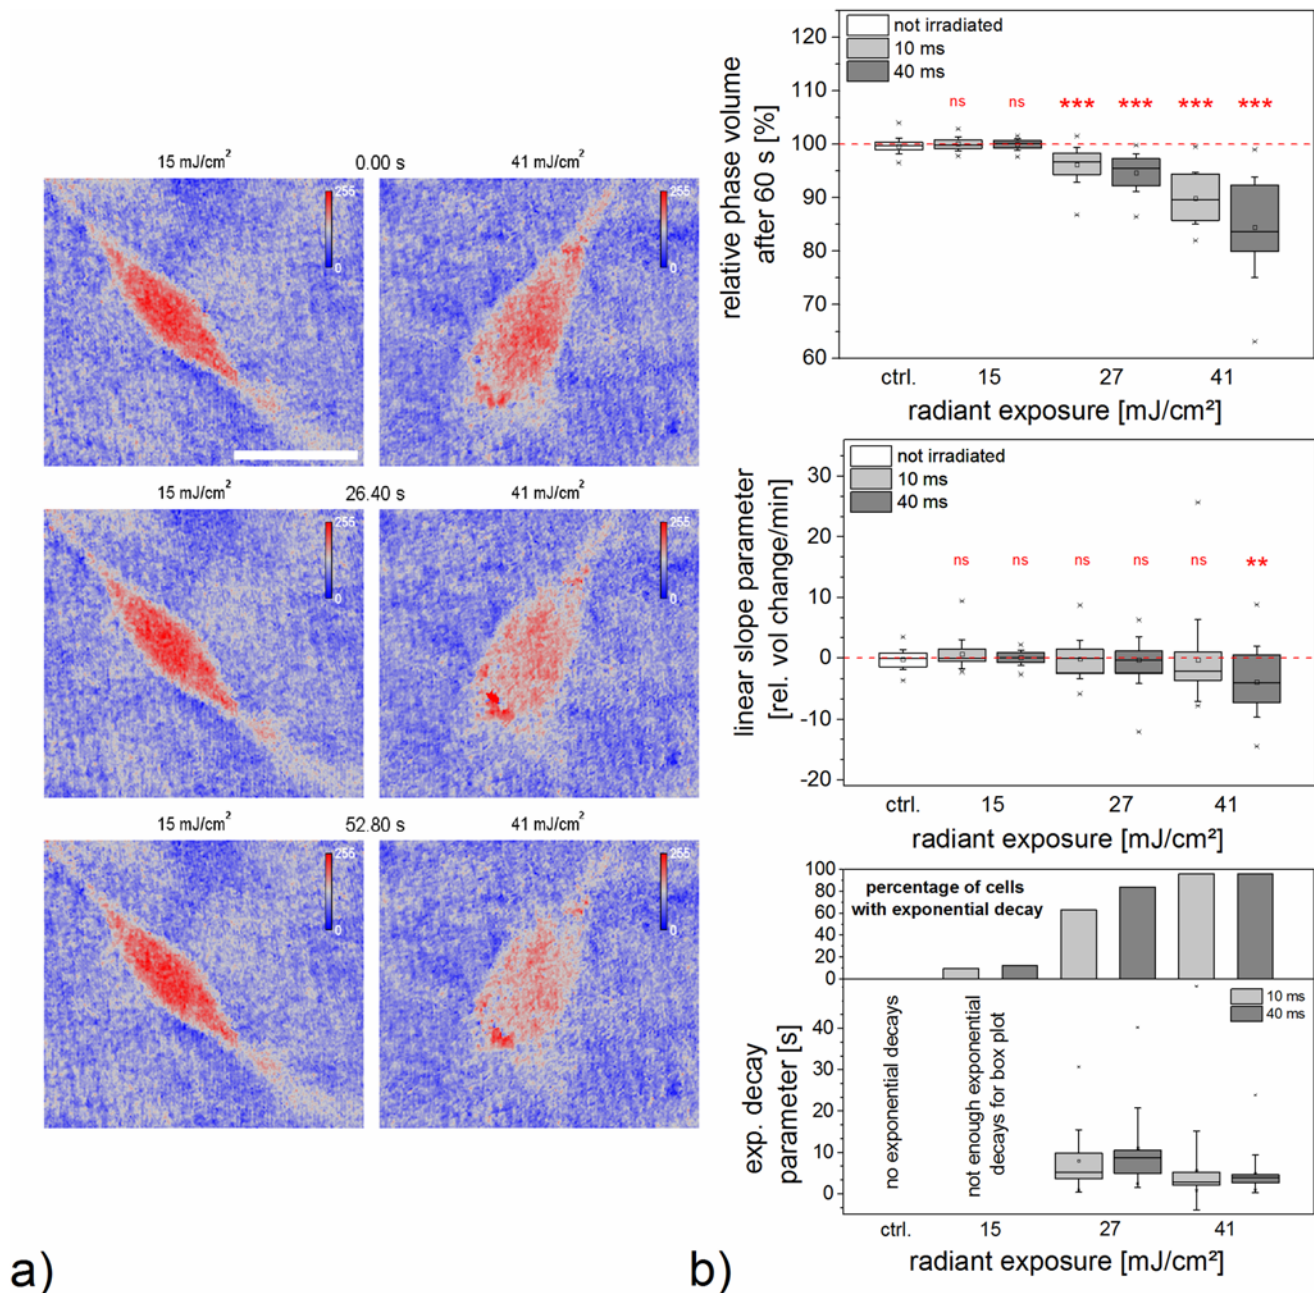 15 mJ/cm²
0.00 s
41 mJ/cm²
255
0
255
0
15 mJ/cm²
26.40 s
41 mJ/cm²
255
0
255
0
15 mJ/cm²
52.80 s
41 mJ/cm²
255
0
255
0
a)
not irradiated
10 ms
40 ms
relative phase volume
after 60 s [%]
120
110
100
90
80
70
60
ns
ns
***
***
***
***
ctrl.
15
27
41
radiant exposure [mJ/cm²]
not irradiated
10 ms
40 ms
linear slope parameter
[rel. vol change/min]
30
20
10
0
-10
-20
ns
ns
ns
ns
ns
**
ctrl.
15
27
41
radiant exposure [mJ/cm²]
100
80
60
40
20
0
percentage of cells
with exponential decay
exp. decay
parameter [s]
40
30
20
10
0
no exponential decays
not enough exponential
decays for box plot
10 ms
40 ms
ctrl.
15
27
41
radiant exposure [mJ/cm²]
b)